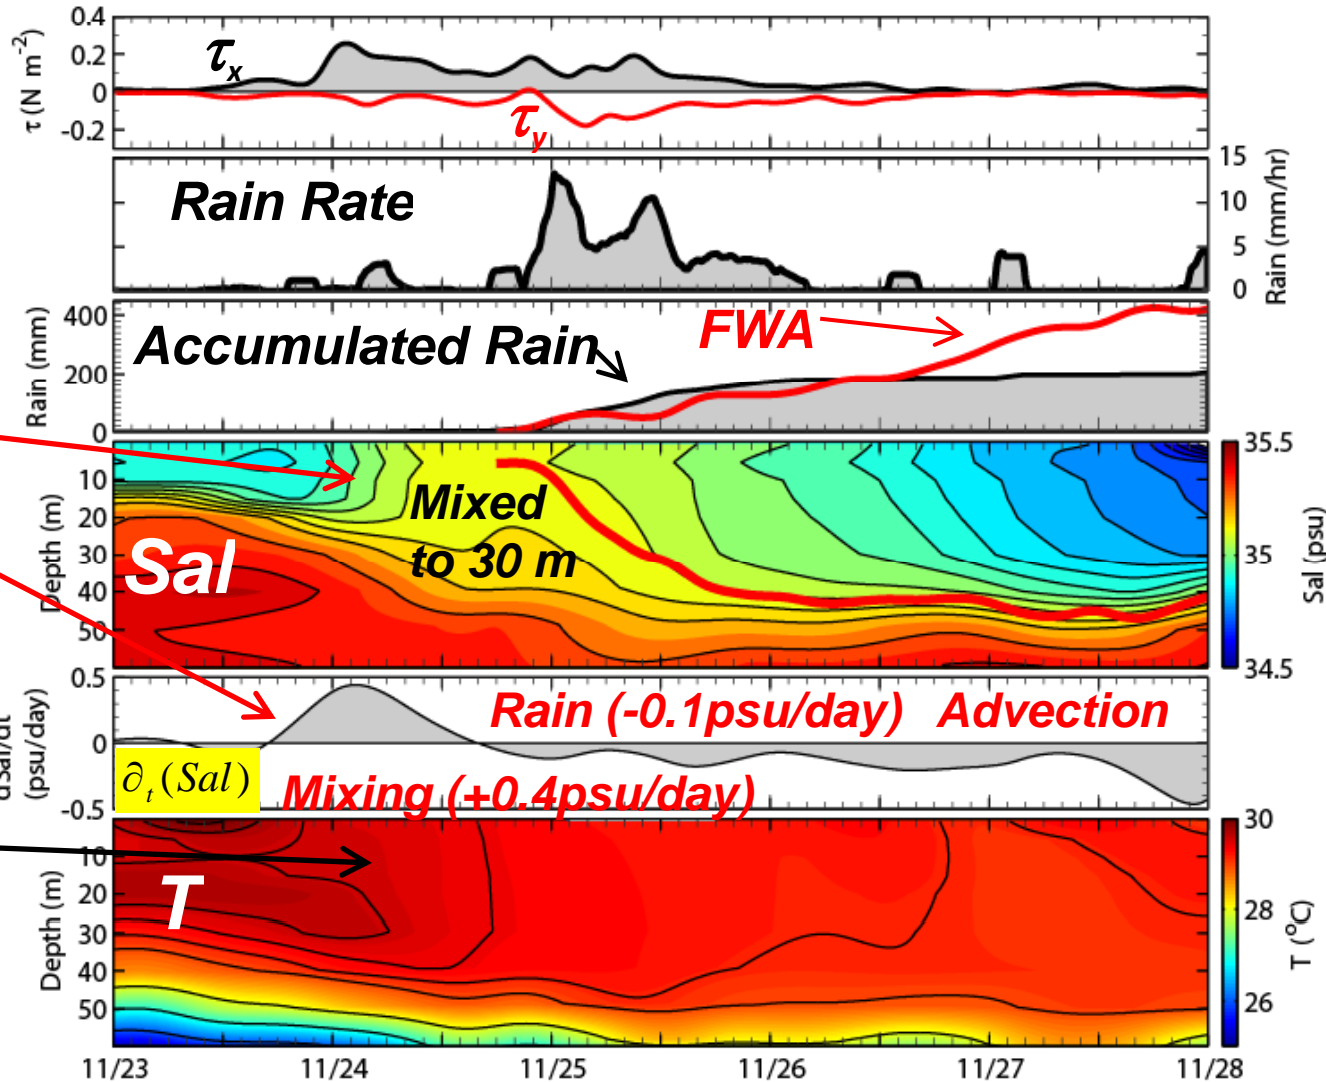 0.4
0.2
0
-0.2
τ (N m⁻²)
τx
τy
Rain Rate
15
10
5
0
Rain (mm/hr)
400
200
0
Rain (mm)
Accumulated Rain
FWA
10
20
30
40
50
Depth (m)
Mixed
to 30 m
Sal
35.5
35
34.5
Sal (psu)
0.5
0
-0.5
dSal/dt
(psu/day)
Rain (-0.1psu/day) Advection
∂t(Sal)
Mixing (+0.4psu/day)
10
20
30
40
50
Depth (m)
T
30
28
26
T (°C)
11/23 11/24 11/25 11/26 11/27 11/28